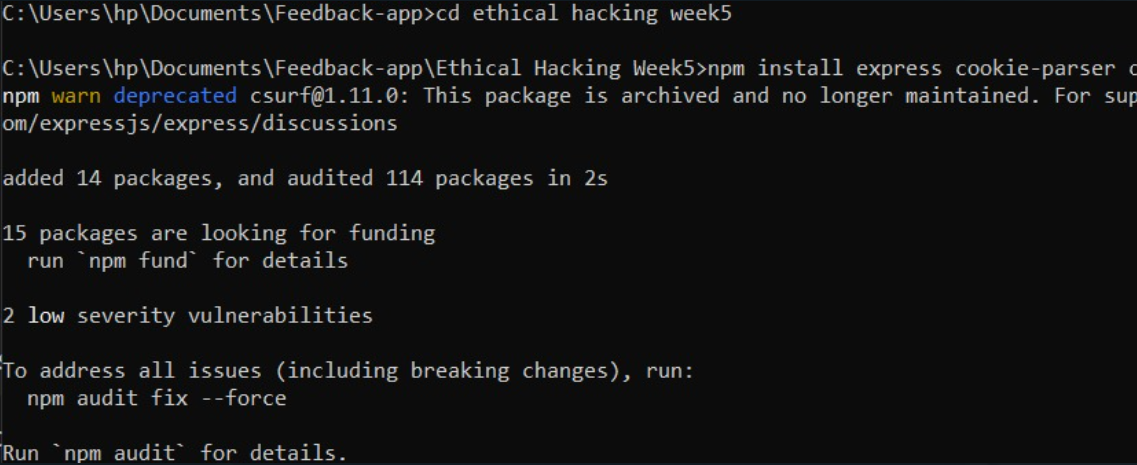 C:\Users\hp\Documents\Feedback-app>cd ethical hacking week5
C:\Users\hp\Documents\Feedback-app\Ethical Hacking Week5>npm install express cookie-parser
npm warn deprecated csurf@1.11.0: This package is archived and no longer maintained. For sup
om/expressjs/express/discussions
added 14 packages, and audited 114 packages in 2s
15 packages are looking for funding
run `npm fund` for details
2 low severity vulnerabilities
To address all issues (including breaking changes), run:
npm audit fix --force
Run `npm audit` for details.